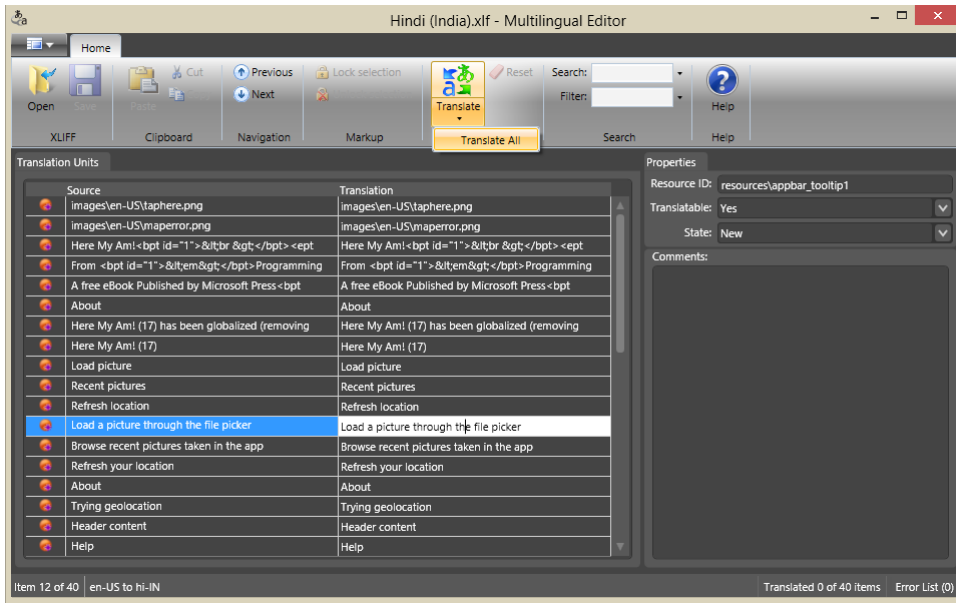 Hindi (India).xlf - Multilingual Editor
Home
Open
Save
XLIFF
Paste
Cut
Clipboard
Previous
Next
Navigation
Lock selection
Markup
Translate
Reset
Translate All
Search:
Filter:
Search
Help
Help
Translation Units
Source Translation
images\en-US\taphere.png images\en-US\taphere.png
images\en-US\maperror.png images\en-US\maperror.png
Here My Am!<bpt id="1">&lt;br &gt;</bpt><ept Here My Am!<bpt id="1">&lt;br &gt;</bpt><ept
From <bpt id="1">&lt;em&gt;</bpt>Programming From <bpt id="1">&lt;em&gt;</bpt>Programming
A free eBook Published by Microsoft Press<bpt A free eBook Published by Microsoft Press<bpt
About About
Here My Am! (17) has been globalized (removing Here My Am! (17) has been globalized (removing
Here My Am! (17) Here My Am! (17)
Load picture Load picture
Recent pictures Recent pictures
Refresh location Refresh location
Load a picture through the file picker Load a picture through the file picker
Browse recent pictures taken in the app Browse recent pictures taken in the app
Refresh your location Refresh your location
About About
Trying geolocation Trying geolocation
Header content Header content
Help Help
Properties
Resource ID: resources\appbar_tooltip1
Translatable: Yes
State: New
Comments:
Item 12 of 40 en-US to hi-IN
Translated 0 of 40 items Error List (0)